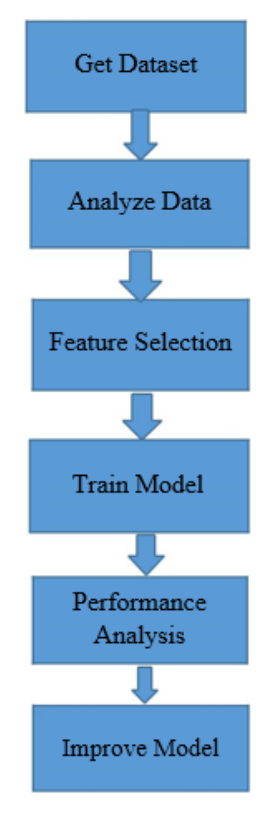 Get Dataset
Analyze Data
Feature Selection
Train Model
Performance
Analysis
Improve Model